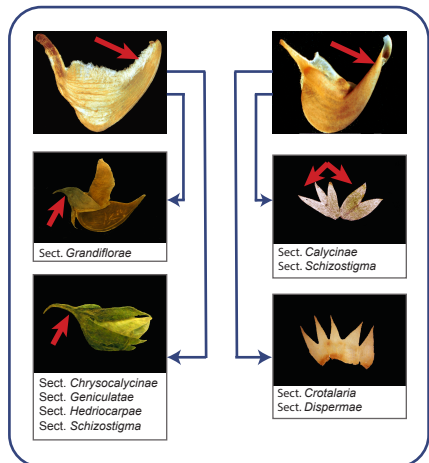 Sect. Grandiflorae
Sect. Chrysocalycinae
Sect. Geniculatae
Sect. Hedriocarpae
Sect. Schizostigma
Sect. Calycinae
Sect. Schizostigma
Sect. Crotalaria
Sect. Dispermae